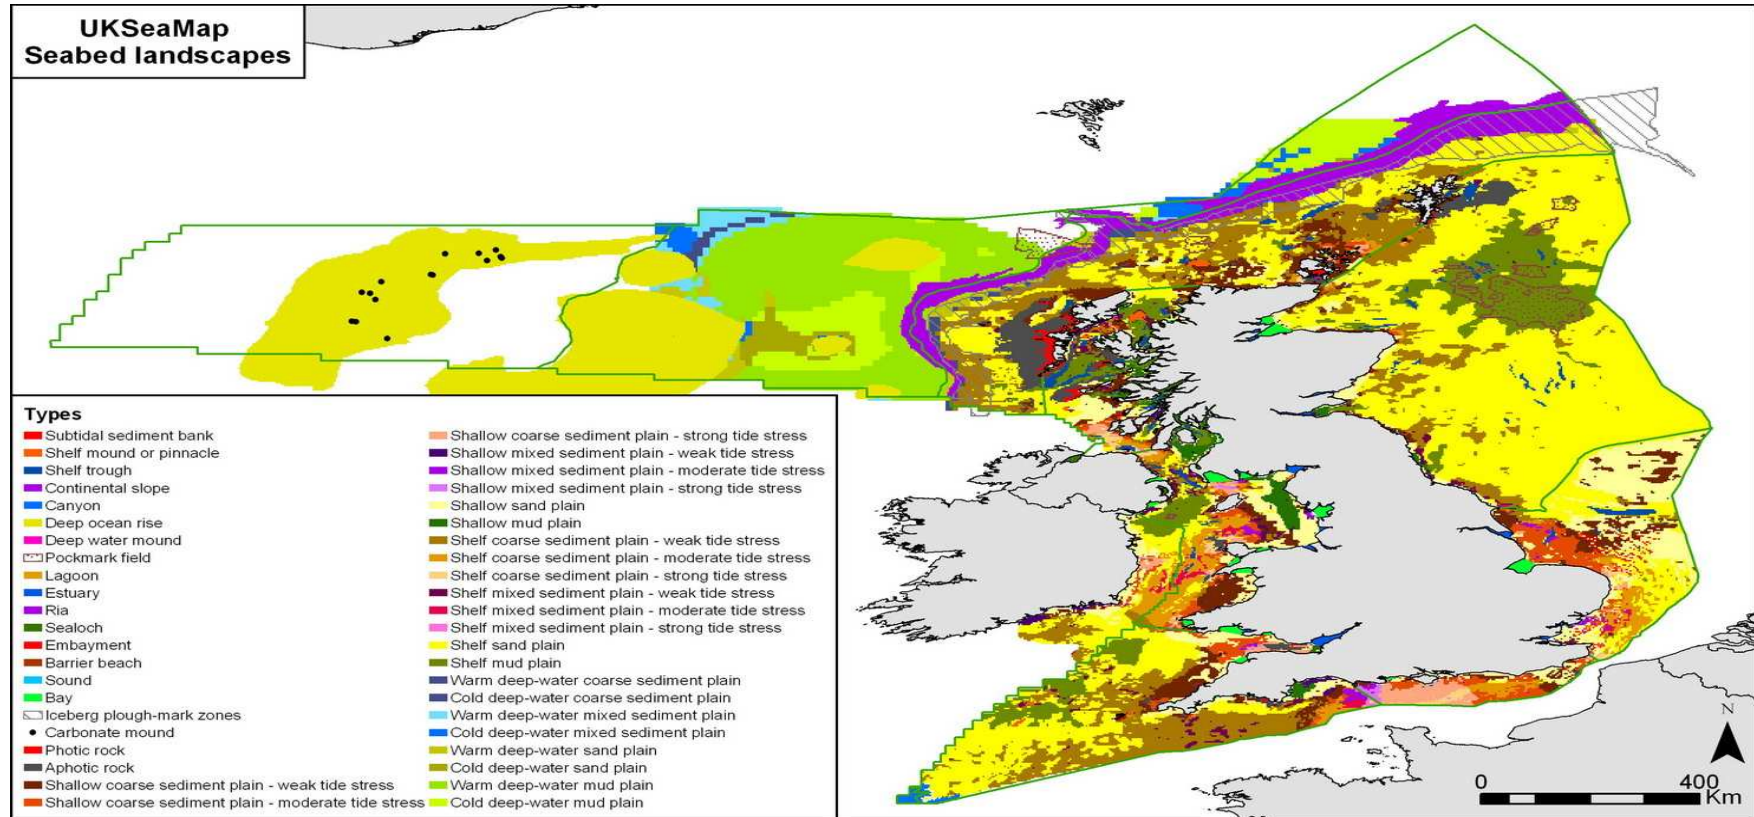 UKSeaMap
Seabed landscapes
Types
Subtidal sediment bank
Shelf mound or pinnacle
Shelf trough
Continental slope
Canyon
Deep ocean rise
Deep water mound
Pockmark field
Lagoon
Estuary
Ria
Sealoch
Embayment
Barrier beach
Sound
Bay
Iceberg plough-mark zones
Carbonate mound
Photic rock
Aphotic rock
Shallow coarse sediment plain - weak tide stress
Shallow coarse sediment plain - moderate tide stress
Shallow coarse sediment plain - strong tide stress
Shallow mixed sediment plain - weak tide stress
Shallow mixed sediment plain - moderate tide stress
Shallow mixed sediment plain - strong tide stress
Shallow sand plain
Shallow mud plain
Shelf coarse sediment plain - weak tide stress
Shelf coarse sediment plain - moderate tide stress
Shelf coarse sediment plain - strong tide stress
Shelf mixed sediment plain - weak tide stress
Shelf mixed sediment plain - moderate tide stress
Shelf mixed sediment plain - strong tide stress
Shelf sand plain
Shelf mud plain
Warm deep-water coarse sediment plain
Cold deep-water coarse sediment plain
Warm deep-water mixed sediment plain
Cold deep-water mixed sediment plain
Warm deep-water sand plain
Cold deep-water sand plain
Warm deep-water mud plain
Cold deep-water mud plain
N
0 400
Km